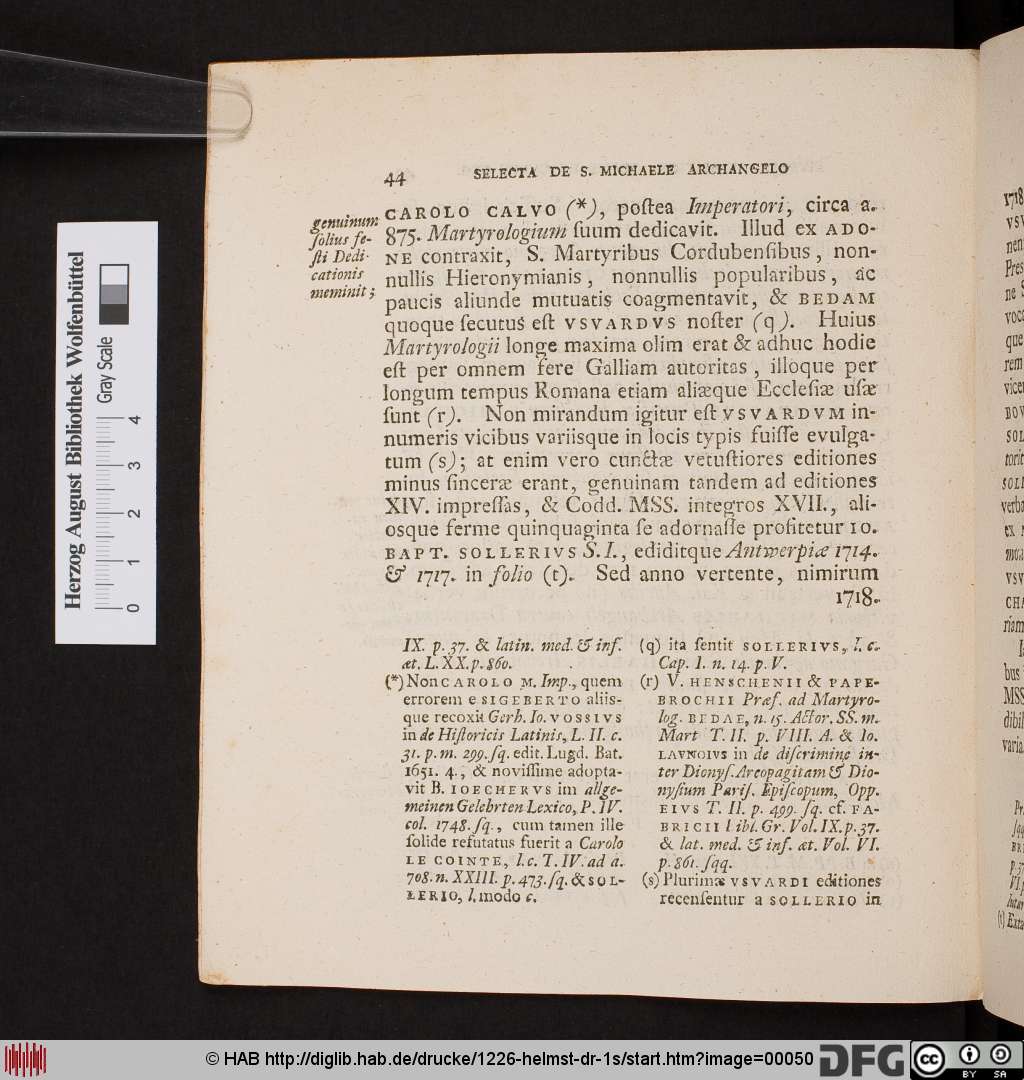 44 SELECTA DE S. MICHAELE ARCHANGELO
genuinum
ſolius fe-
ſti Dedi-
cationis
meminit;
CAROLO CALVO (*), poſtea Imperatori, circa a.
875. Martyrologium ſuum dedicavit. Illud ex ADO-
NE contraxit, S. Martyribus Cordubenſibus, non-
nullis Hieronymianis, nonnullis popularibus, ac
paucis aliunde mutuatis coagmentavit, & BEDAM
quoque ſecutus eſt VSVARDVS noſter (q). Huius
Martyrologii longe maxima olim erat & adhuc hodie
eſt per omnem fere Galliam autoritas, illoque per
longum tempus Romana etiam aliæque Eccleſiæ uſæ
ſunt (r). Non mirandum igitur eſt VSVARDVM in-
numeris vicibus variisque in locis typis fuiſſe evulga-
tum (s); at enim vero cunctæ vetuſtiores editiones
minus ſinceræ erant, genuinam tandem ad editiones
XIV. impreſſas, & Codd. MSS. integros XVII., ali-
osque ferme quinquaginta ſe adornaſſe profitetur IO.
BAPT. SOLLERIVS S. I., ediditque Antwerpiæ 1714.
& 1717. in folio (t). Sed anno vertente, nimirum
1718.
IX. p. 37. & latin. med. & inf.
æt. L. XX. p. 860.
(*) Non CAROLO M. Imp., quem
errorem e SIGEBERTO aliis-
que recoxit Gerh. Io. VOSSIVS
in de Hiſtoricis Latinis, L. II. c.
31. p. m. 299. ſq. edit. Lugd. Bat.
1651. 4., & noviſſime adopta-
vit B. IOECHERVS im allge-
meinen Gelehrten Lexico, P. IV.
col. 1748. ſq., cum tamen ille
ſolide refutatus fuerit a Carolo
LE COINTE, l. c. T. IV. ad a.
708. n. XXIII. p. 473. ſq. & SOL-
LERIO, l. modo c.
(q) ita ſentit SOLLERIVS, l. c.
Cap. I. n. 14. p. V.
(r) V. HENSCHENII & PAPE-
BROCHII Præf. ad Martyro-
log. BEDAE, n. 15. Actor. SS. m.
Mart T. II. p. VIII. A. & Io.
LAVNOIVS in de diſcrimine in-
ter Dionyſ. Areopagitam & Dio-
nyſium Pariſ. Epiſcopum, Opp.
EIVS T. II. p. 499. ſq. cf. FA-
BRICII Bibl. Gr. Vol. IX. p. 37.
& lat. med. & inf. æt. Vol. VI.
p. 861. ſqq.
(s) Plurimæ VSVARDI editiones
recenſentur a SOLLERIO in
Herzog August Bibliothek Wolfenbüttel
Gray Scale
0 1 2 3 4
© HAB http://diglib.hab.de/drucke/1226-helmst-dr-1s/start.htm?image=00050 DFG cc BY SA